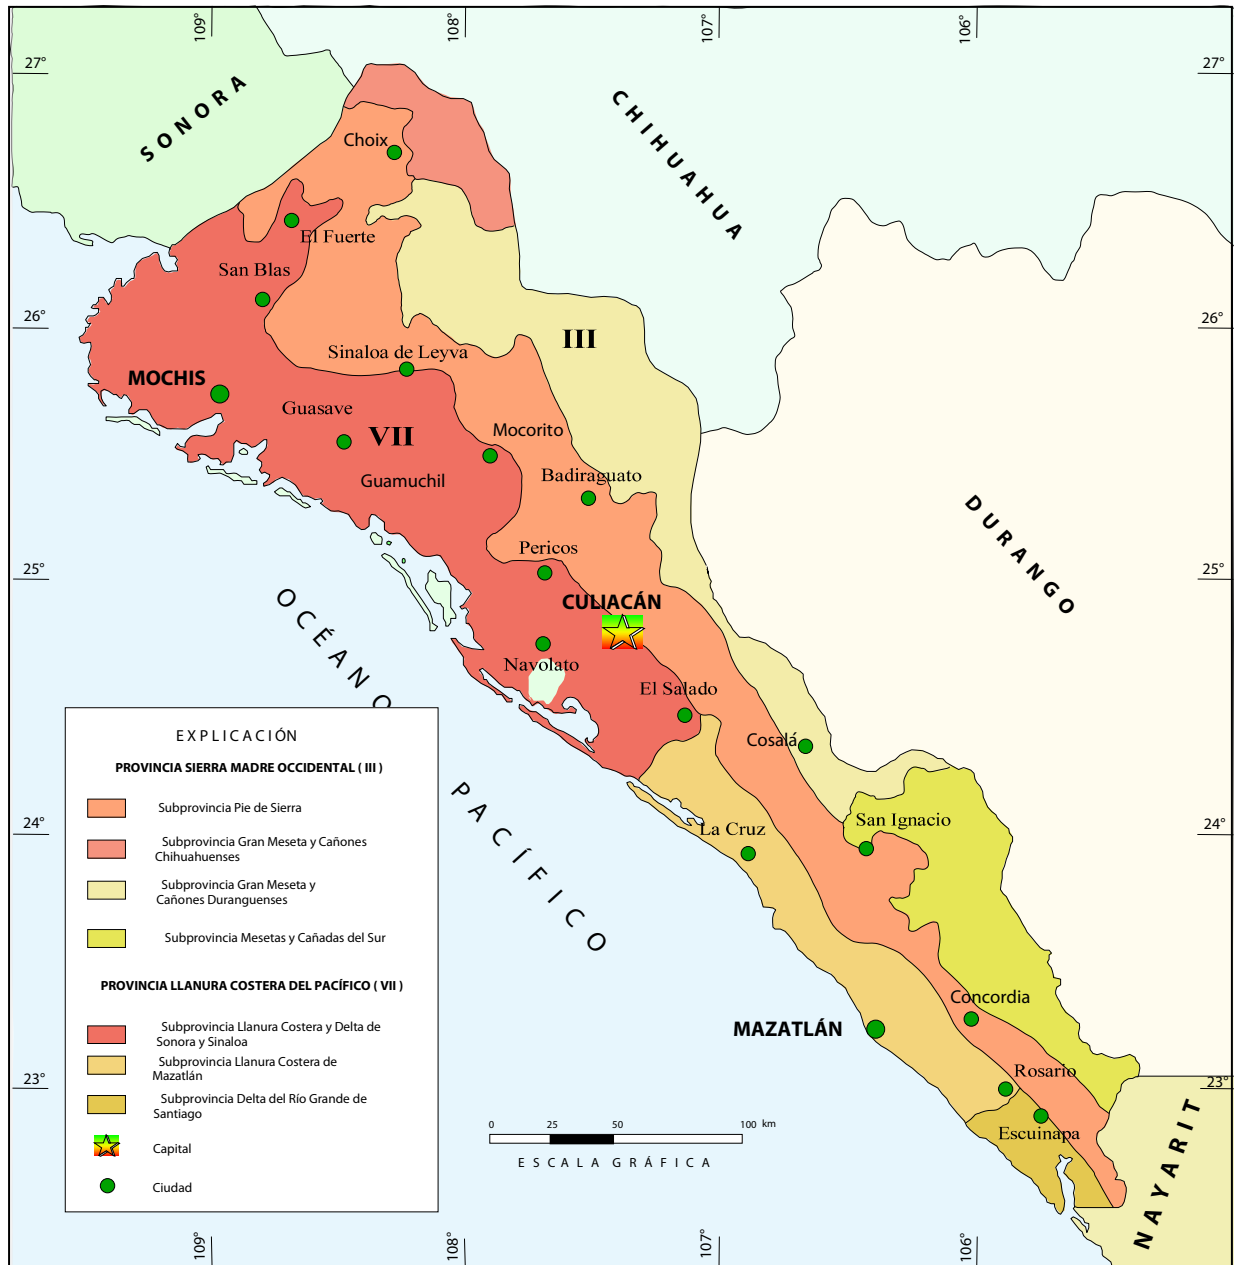 109°
108°
107°
106°
27°
27°
SONORA
CHIHUAHUA
Choix
El Fuerte
San Blas
26°
26°
III
Sinaloa de Leyva
MOCHIS
Guasave
VII
Mocorito
Guamuchil
Badiraguato
DURANGO
Pericos
25°
25°
CULIACÁN
OCÉANO
Navolato
El Salado
Cosalá
PACÍFICO
24°
24°
La Cruz
San Ignacio
Concordia
MAZATLÁN
Rosario
23°
23°
Escuinapa
NAYARIT
EXPLICACIÓN
PROVINCIA SIERRA MADRE OCCIDENTAL ( III )
Subprovincia Pie de Sierra
Subprovincia Gran Meseta y Cañones
Chihuahuenses
Subprovincia Gran Meseta y
Cañones Duranguenses
Subprovincia Mesetas y Cañadas del Sur
PROVINCIA LLANURA COSTERA DEL PACÍFICO ( VII )
Subprovincia Llanura Costera y Delta de
Sonora y Sinaloa
Subprovincia Llanura Costera de
Mazatlán
Subprovincia Delta del Río Grande de
Santiago
Capital
Ciudad
0 25 50 100 km
ESCALA GRÁFICA
109°
108°
107°
106°